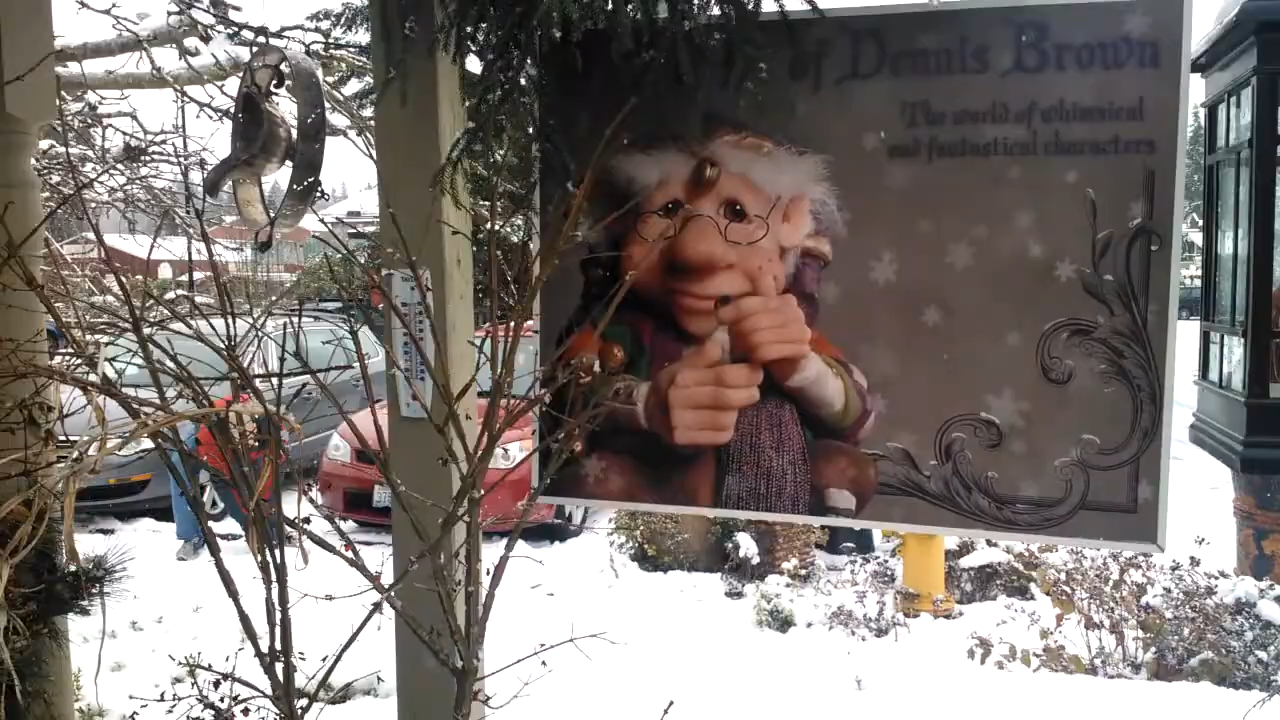 of Dennis Brown
The world of whimsical
and fantastical characters